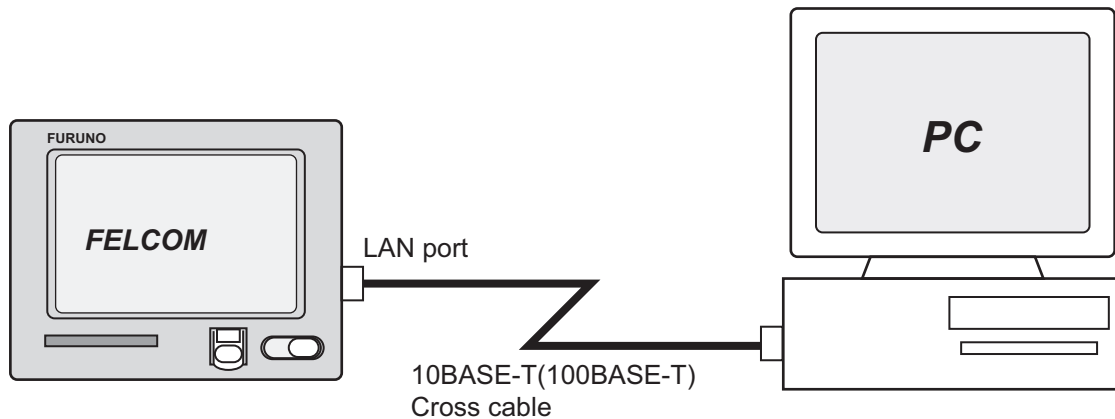 FURUNO
FELCOM
LAN port
PC
10BASE-T(100BASE-T)
Cross cable